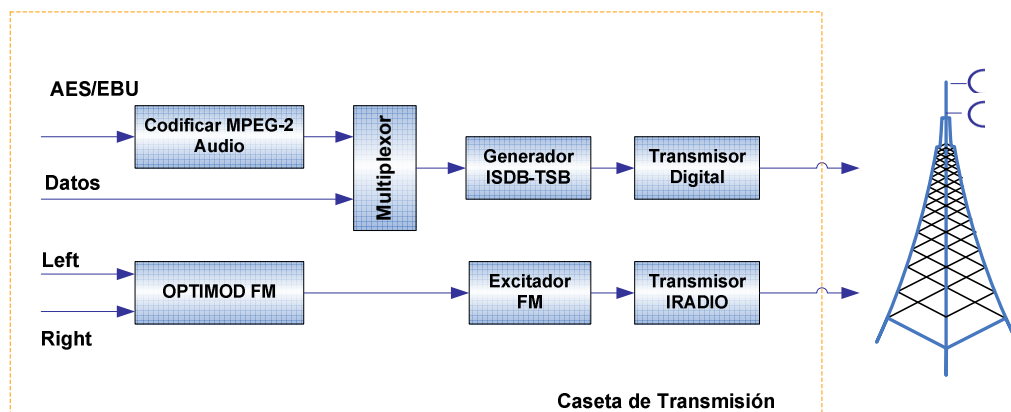 AES/EBU
Codificar MPEG-2
Audio
Multiplexor
Generador
ISDB-TSB
Transmisor
Digital
Datos
Left
OPTIMOD FM
Excitador
FM
Transmisor
IRADIO
Right
Caseta de Transmisión